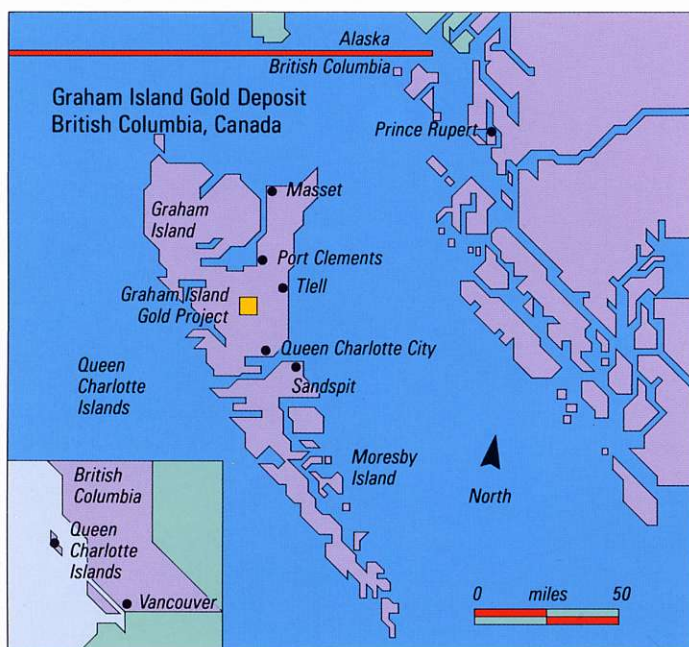 Alaska
British Columbia
Graham Island Gold Deposit
British Columbia, Canada
Prince Rupert
Masset
Graham
Island
Port Clements
Tlell
Graham Island
Gold Project
Queen Charlotte City
Queen
Charlotte
Islands
Sandspit
Moresby
Island
North
British
Columbia
Queen
Charlotte
Islands
Vancouver
0 miles 50